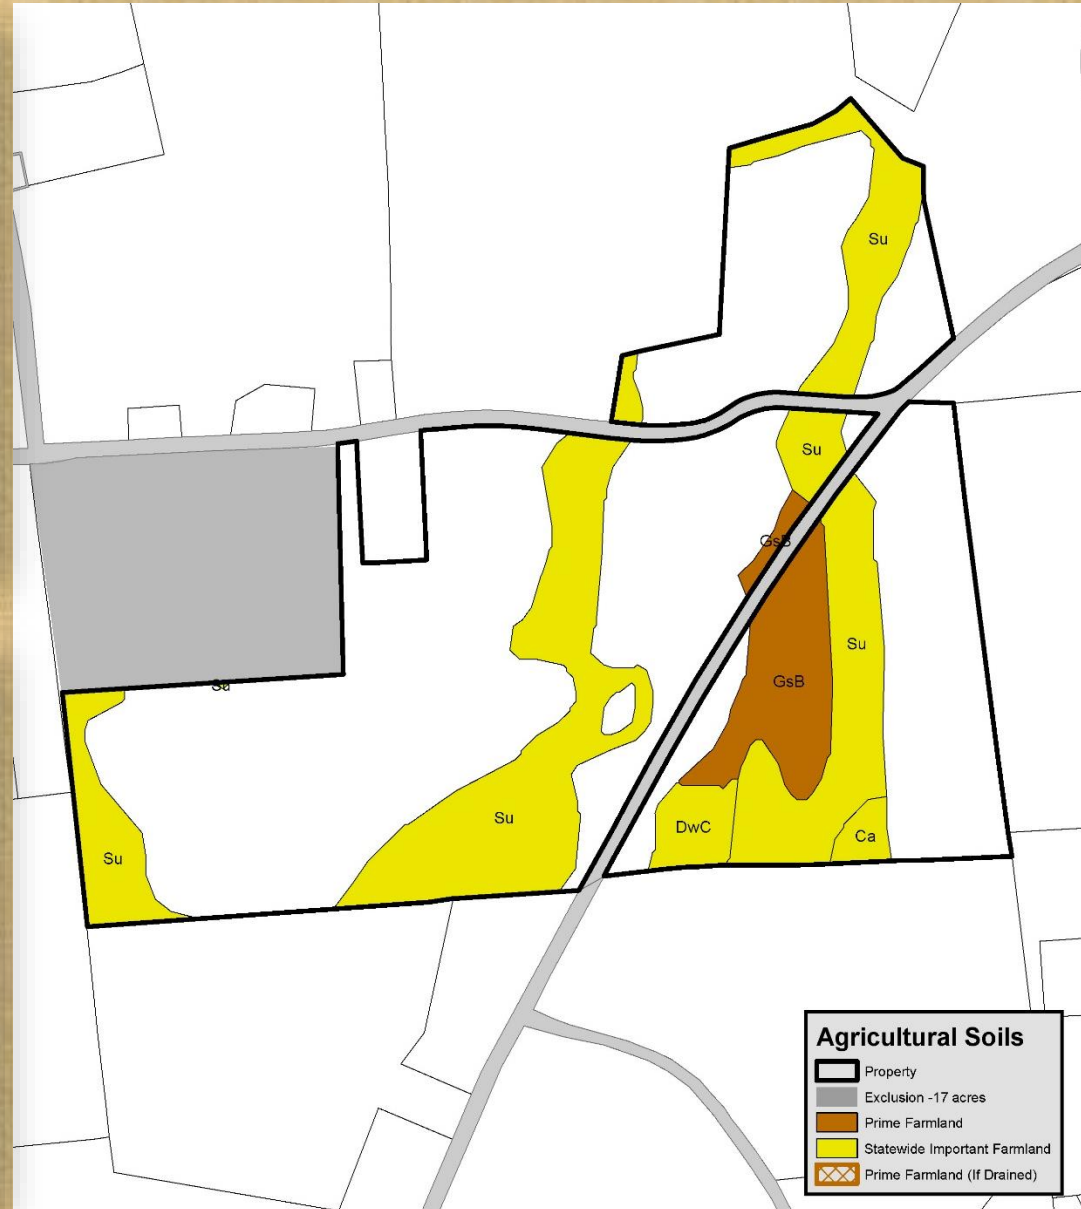 Su
Su
GsB
Su
GsB
Su
Su
DwC
Ca
Su
Agricultural Soils
Property
Exclusion -17 acres
Prime Farmland
Statewide Important Farmland
Prime Farmland (If Drained)